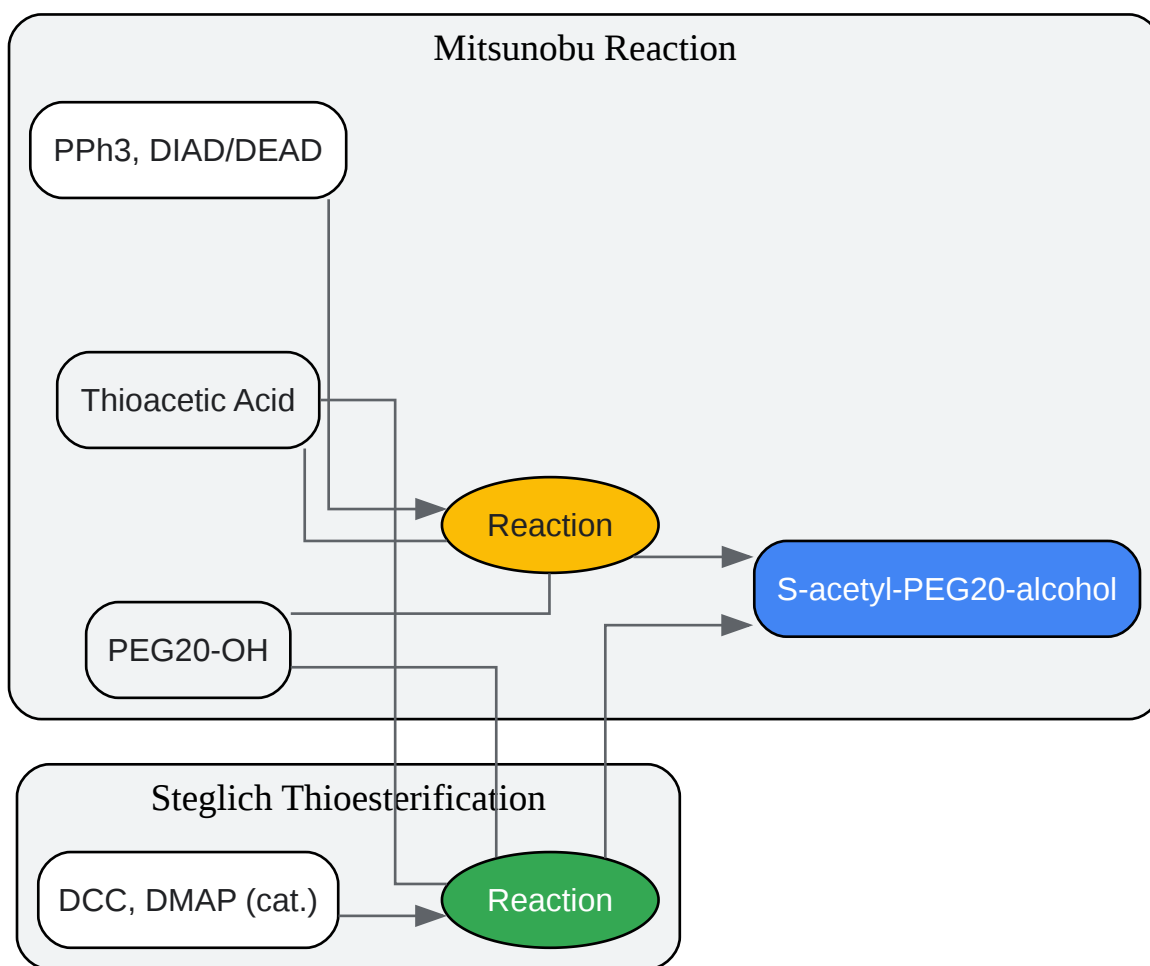 Mitsunobu Reaction
PPh3, DIAD/DEAD
Thioacetic Acid
Reaction
S-acetyl-PEG20-alcohol
PEG20-OH
Steglich Thioesterification
DCC, DMAP (cat.)
Reaction